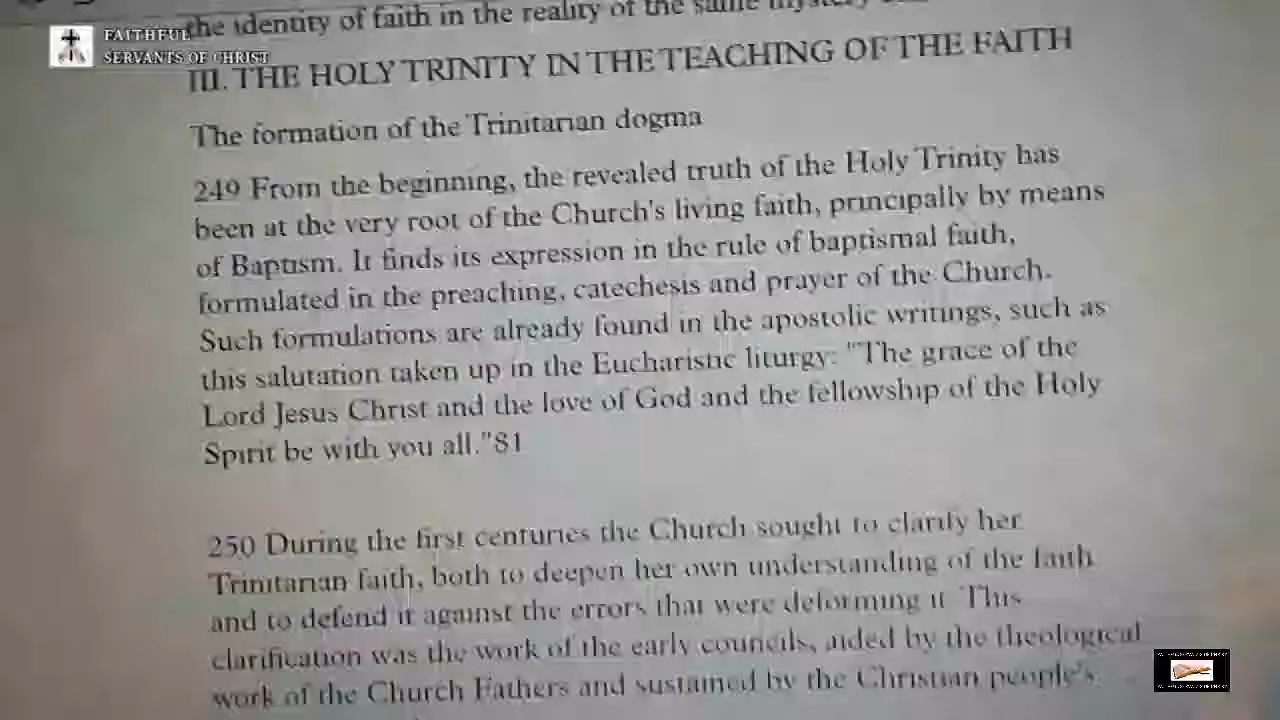 the identity of faith in the reality of the same mystery
FAITHFUL
SERVANTS OF CHRIST
III. THE HOLY TRINITY IN THE TEACHING OF THE FAITH
The formation of the Trinitarian dogma
249 From the beginning, the revealed truth of the Holy Trinity has
been at the very root of the Church's living faith, principally by means
of Baptism. It finds its expression in the rule of baptismal faith,
formulated in the preaching, catechesis and prayer of the Church.
Such formulations are already found in the apostolic writings, such as
this salutation taken up in the Eucharistic liturgy: "The grace of the
Lord Jesus Christ and the love of God and the fellowship of the Holy
Spirit be with you all."81
250 During the first centuries the Church sought to clarify her
Trinitarian faith, both to deepen her own understanding of the faith
and to defend it against the errors that were deforming it. This
clarification was the work of the early councils, aided by the theological
work of the Church Fathers and sustained by the Christian people's